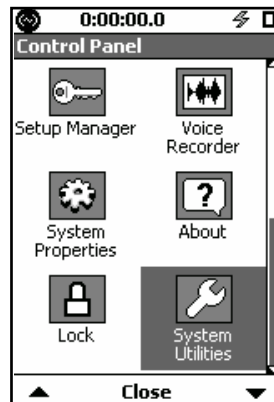 0:00:00.0
Control Panel
Setup Manager
Voice
Recorder
System
Properties
?
About
Lock
System
Utilities
Close